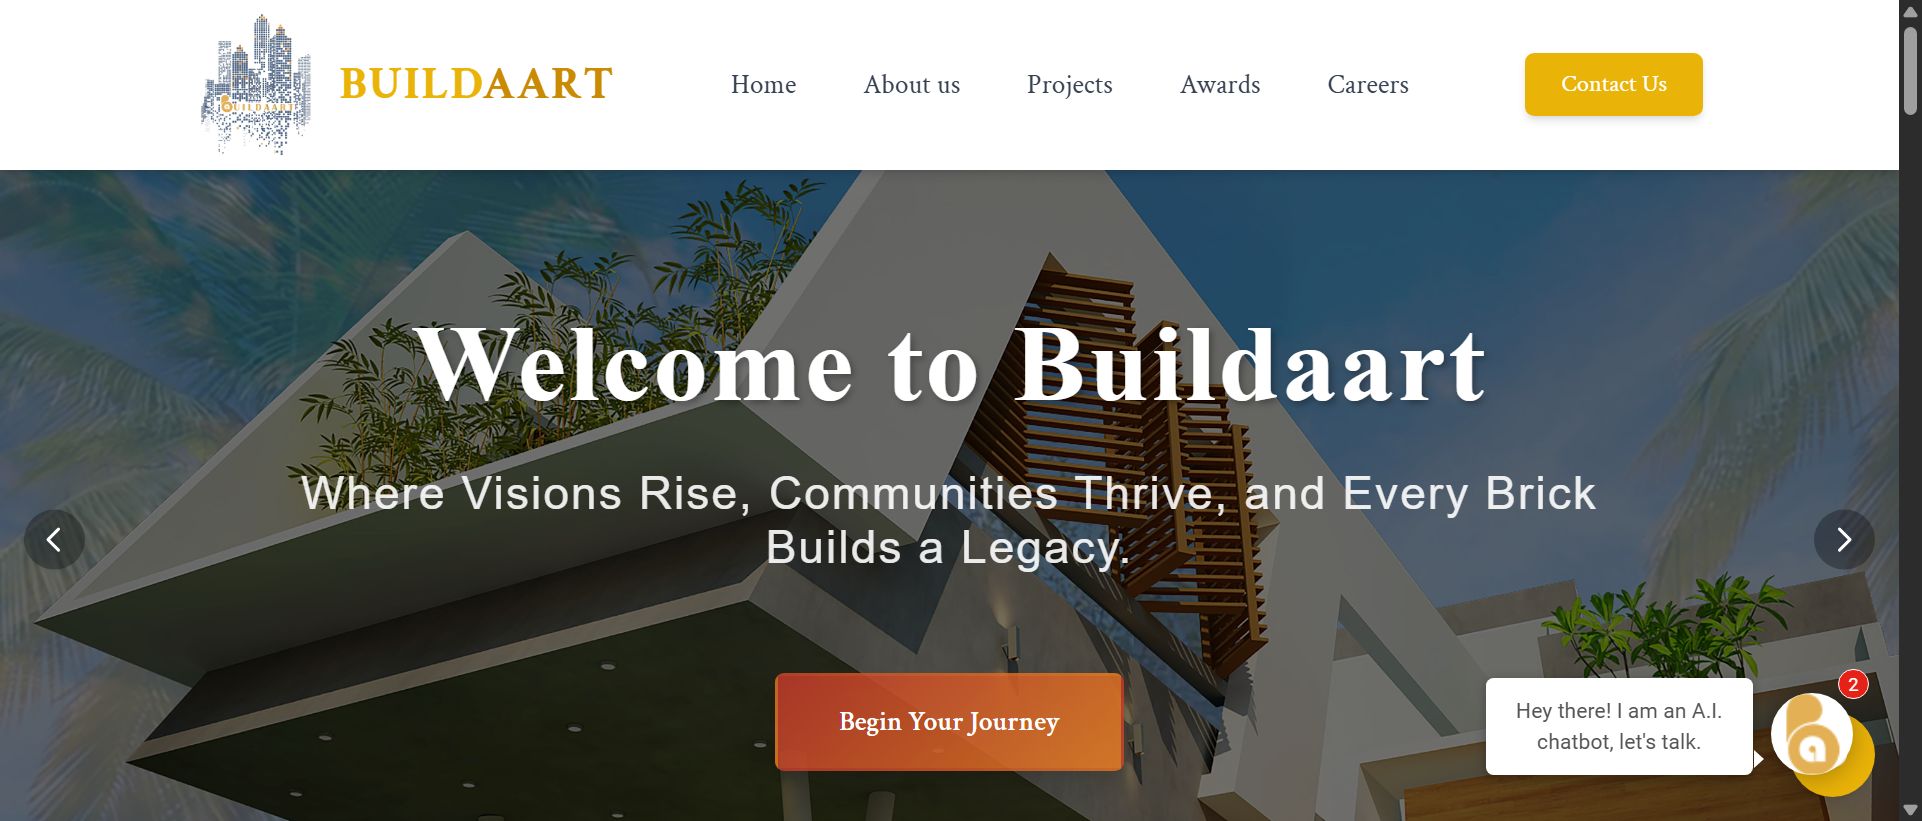 BUILDAART
BUILDAART
Home
About us
Projects
Awards
Careers
Contact Us
Welcome to Buildaart
Where Visions Rise, Communities Thrive, and Every Brick
Builds a Legacy.
Begin Your Journey
Hey there! I am an A.I.
chatbot, let's talk.
2
ba